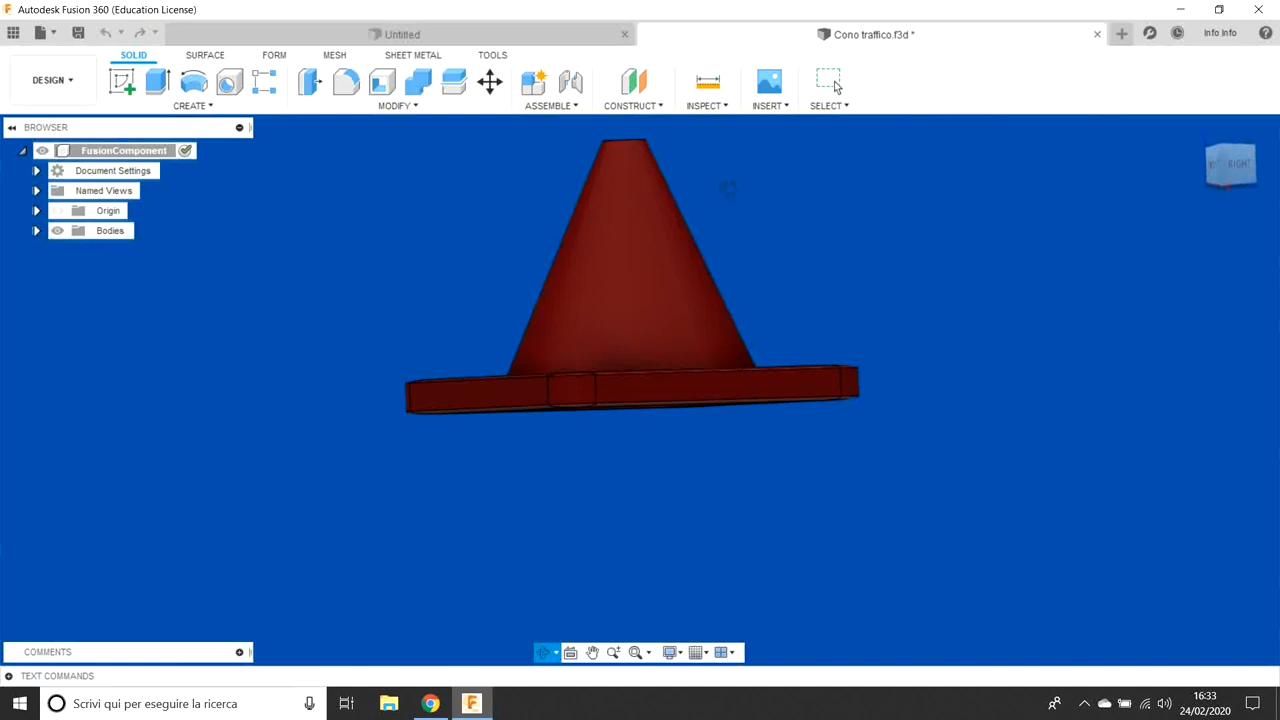 Autodesk Fusion 360 (Education License)
Untitled
Cono traffico.f3d *
Info Info
DESIGN
SOLID SURFACE FORM MESH SHEET METAL TOOLS
CREATE MODIFY ASSEMBLE CONSTRUCT INSPECT INSERT SELECT
BROWSER
FusionComponent
Document Settings
Named Views
Origin
Bodies
RIGHT
COMMENTS
TEXT COMMANDS
Scrivi qui per eseguire la ricerca
16:33
24/02/2020